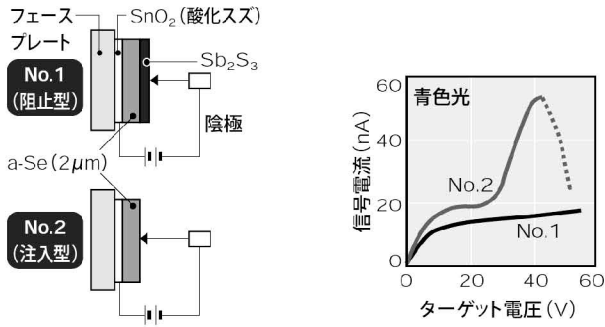 フェース
プレート
SnO₂(酸化スズ)
No.1
(阻止型)
Sb₂S₃
陰極
a-Se(2μm)
No.2
(注入型)
青色光
信号電流(nA)
60
40
20
0
No.2
No.1
0
20
40
60
ターゲット電圧(V)